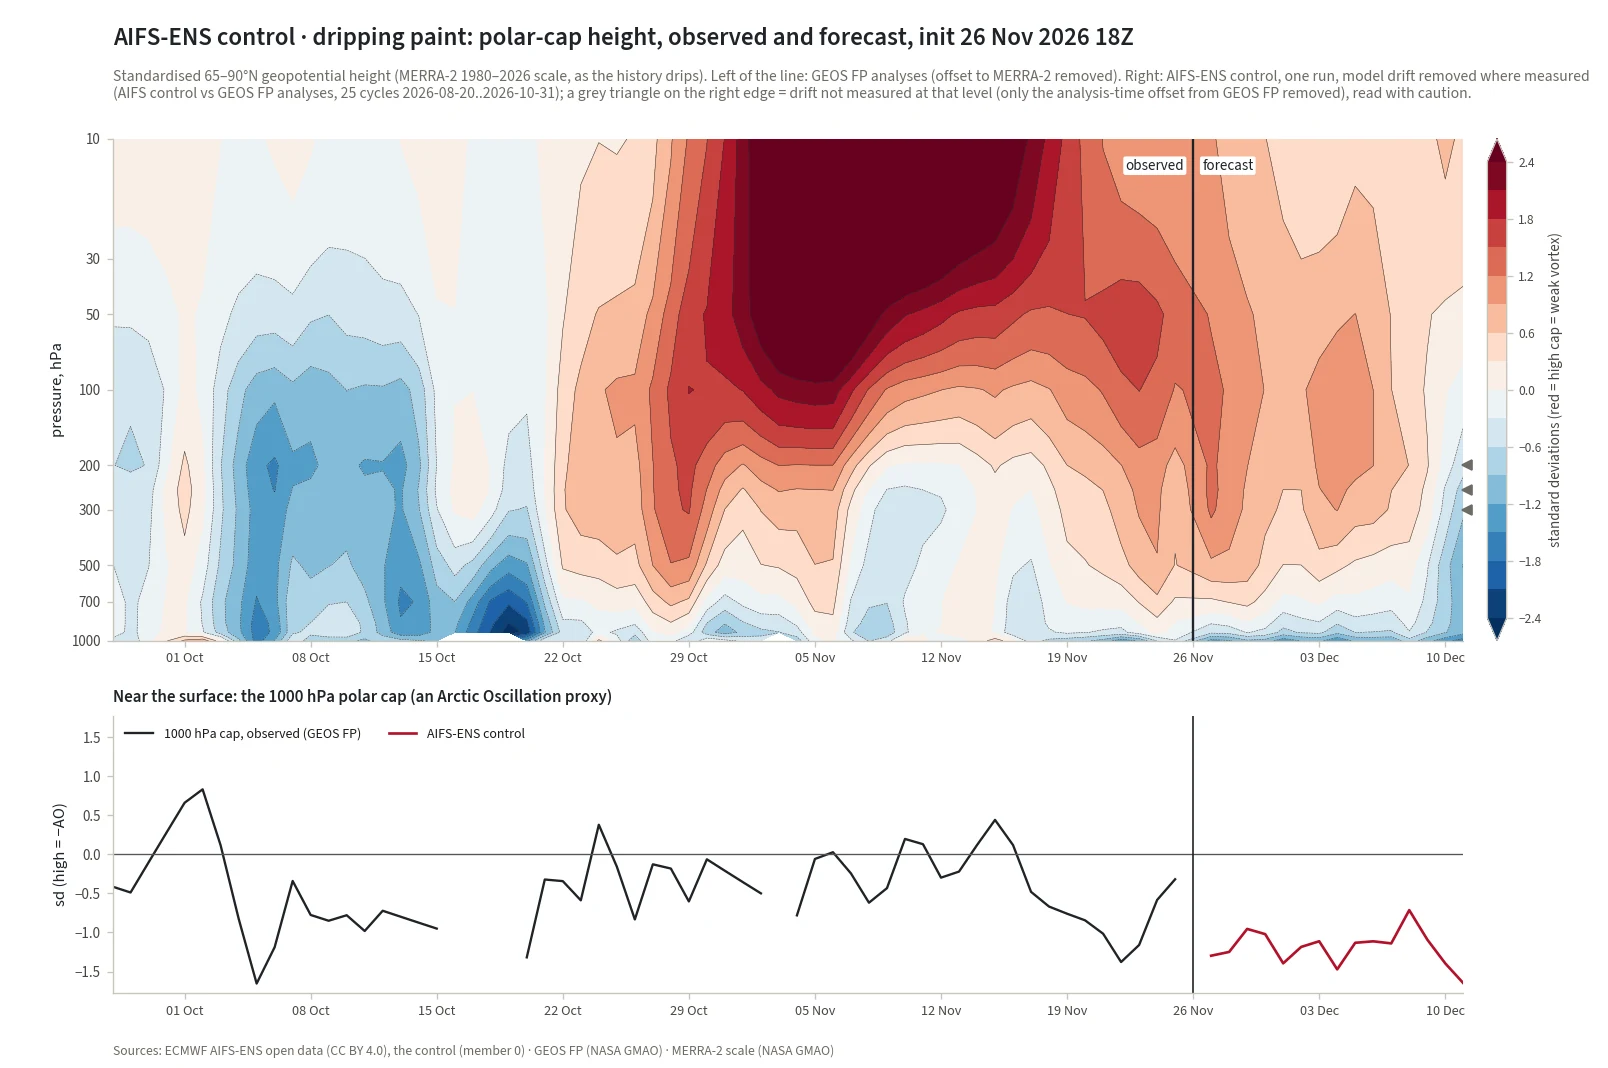 AIFS-ENS control · dripping paint: polar-cap height, observed and forecast, init 26 Nov 2026 18Z
Standardised 65–90°N geopotential height (MERRA-2 1980–2026 scale, as the history drips). Left of the line: GEOS FP analyses (offset to MERRA-2 removed). Right: AIFS-ENS control, one run, model drift removed where measured
(AIFS control vs GEOS FP analyses, 25 cycles 2026-08-20..2026-10-31); a grey triangle on the right edge = drift not measured at that level (only the analysis-time offset from GEOS FP removed), read with caution.
10
30
50
100
200
300
500
700
1000
pressure, hPa
observed
forecast
01 Oct
08 Oct
15 Oct
22 Oct
29 Oct
05 Nov
12 Nov
19 Nov
26 Nov
03 Dec
10 Dec
2.4
1.8
1.2
0.6
0.0
−0.6
−1.2
−1.8
−2.4
standard deviations (red = high cap = weak vortex)
Near the surface: the 1000 hPa polar cap (an Arctic Oscillation proxy)
1000 hPa cap, observed (GEOS FP)
AIFS-ENS control
1.5
1.0
0.5
0.0
−0.5
−1.0
−1.5
sd (high = −AO)
01 Oct
08 Oct
15 Oct
22 Oct
29 Oct
05 Nov
12 Nov
19 Nov
26 Nov
03 Dec
10 Dec
Sources: ECMWF AIFS-ENS open data (CC BY 4.0), the control (member 0) · GEOS FP (NASA GMAO) · MERRA-2 scale (NASA GMAO)